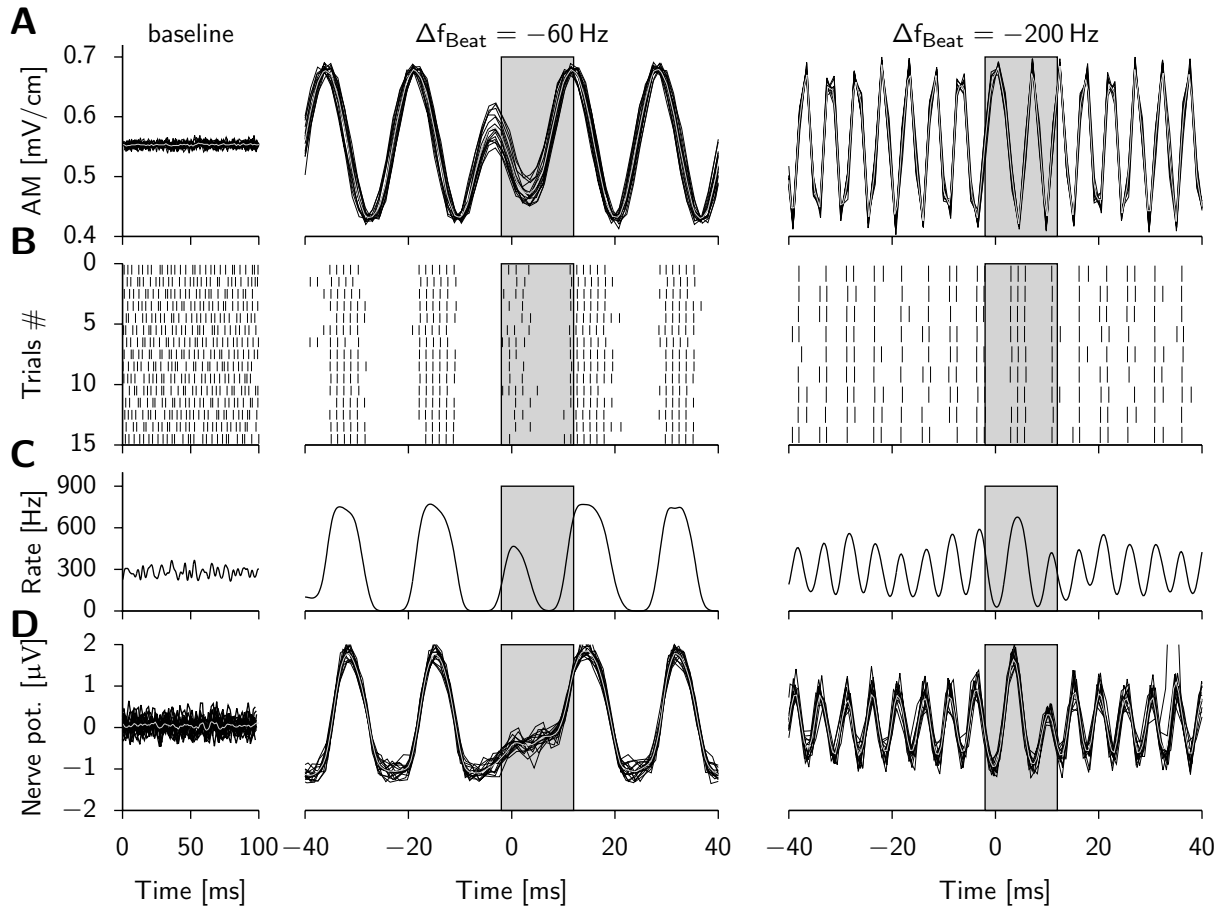 A
baseline
Δf_Beat = −60 Hz
Δf_Beat = −200 Hz
AM [mV/cm]
0.7
0.6
0.5
0.4
B
Trials #
0
5
10
15
C
Rate [Hz]
900
600
300
0
D
Nerve pot. [µV]
2
1
0
−1
−2
0 50 100
−40 −20 0 20 40
−40 −20 0 20 40
Time [ms]
Time [ms]
Time [ms]